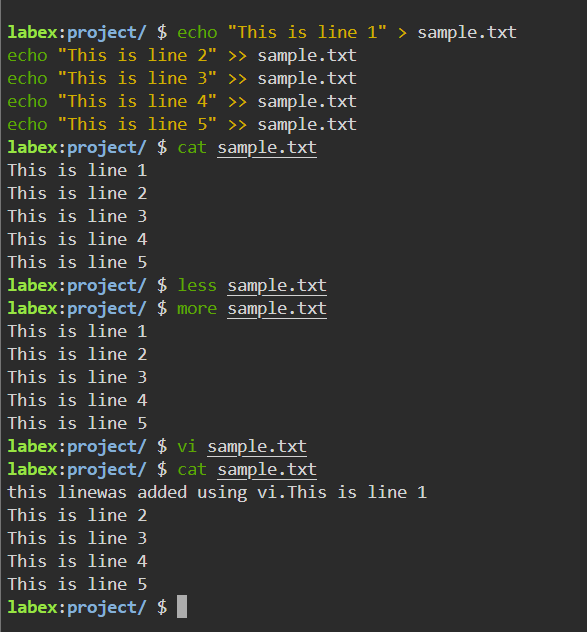 labex:project/ $ echo "This is line 1" > sample.txt
echo "This is line 2" >> sample.txt
echo "This is line 3" >> sample.txt
echo "This is line 4" >> sample.txt
echo "This is line 5" >> sample.txt
labex:project/ $ cat sample.txt
This is line 1
This is line 2
This is line 3
This is line 4
This is line 5
labex:project/ $ less sample.txt
labex:project/ $ more sample.txt
This is line 1
This is line 2
This is line 3
This is line 4
This is line 5
labex:project/ $ vi sample.txt
labex:project/ $ cat sample.txt
this linewas added using vi.This is line 1
This is line 2
This is line 3
This is line 4
This is line 5
labex:project/ $